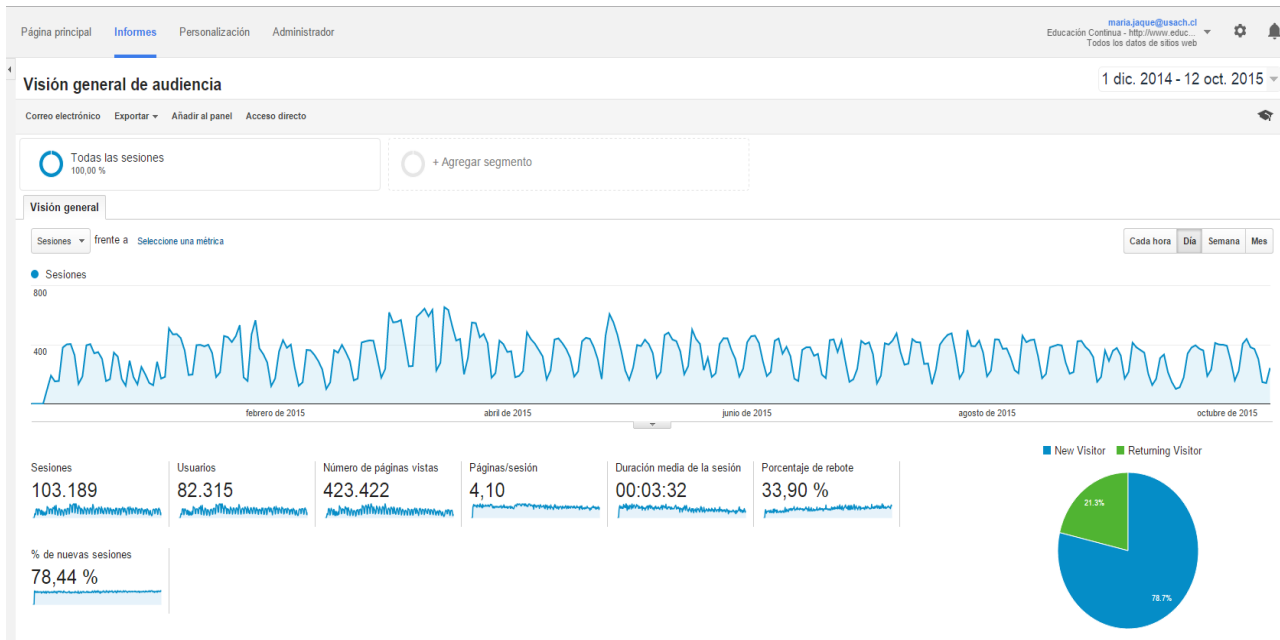 Página principal Informes Personalización Administrador
maria.jaque@usach.cl
Educación Continua - http://www.educ...
Todos los datos de sitios web
Visión general de audiencia
1 dic. 2014 - 12 oct. 2015
Correo electrónico Exportar Añadir al panel Acceso directo
Todas las sesiones
100,00 %
+ Agregar segmento
Visión general
Sesiones frente a Seleccione una métrica
Cada hora Día Semana Mes
Sesiones
800
400
febrero de 2015 abril de 2015 junio de 2015 agosto de 2015 octubre de 2015
New Visitor Returning Visitor
Sesiones
103.189
Usuarios
82.315
Número de páginas vistas
423.422
Páginas/sesión
4,10
Duración media de la sesión
00:03:32
Porcentaje de rebote
33,90 %
% de nuevas sesiones
78,44 %
21.3%
78.7%